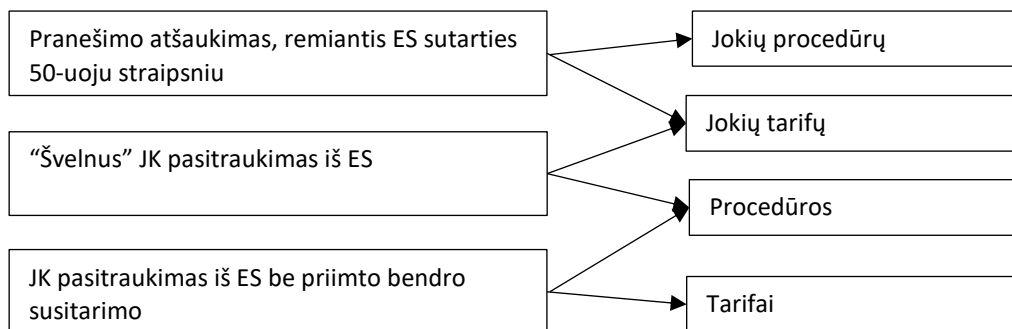 Pranešimo atšaukimas, remiantis ES sutarties
50-uoju straipsniu
Jokių procedūrų
Jokių tarifų
“Švelnus” JK pasitraukimas iš ES
Procedūros
JK pasitraukimas iš ES be priimto bendro
susitarimo
Tarifai